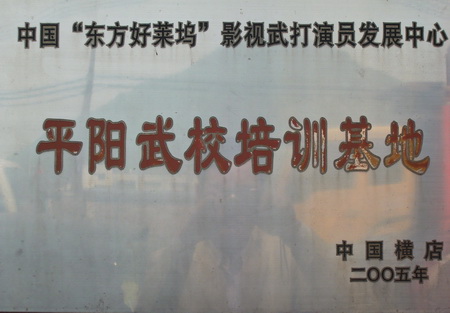 中国“东方好莱坞”影视武打演员发展中心
平阳武校培训基地
中国横店
二〇〇五年